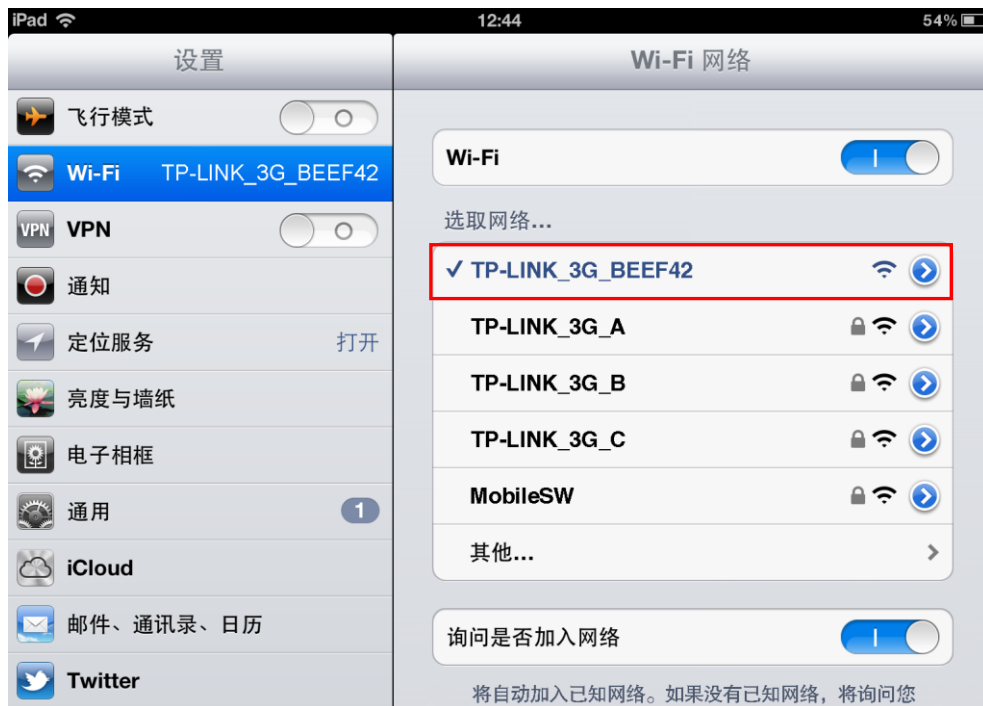 iPad 12:44 54%
设置
飞行模式
Wi-Fi TP-LINK_3G_BEEF42
VPN VPN
通知
定位服务 打开
亮度与墙纸
电子相框
通用 1
iCloud
邮件、通讯录、日历
Twitter
Wi-Fi 网络
Wi-Fi
选取网络...
✓ TP-LINK_3G_BEEF42
TP-LINK_3G_A
TP-LINK_3G_B
TP-LINK_3G_C
MobileSW
其他...
询问是否加入网络
将自动加入已知网络。如果没有已知网络，将询问您